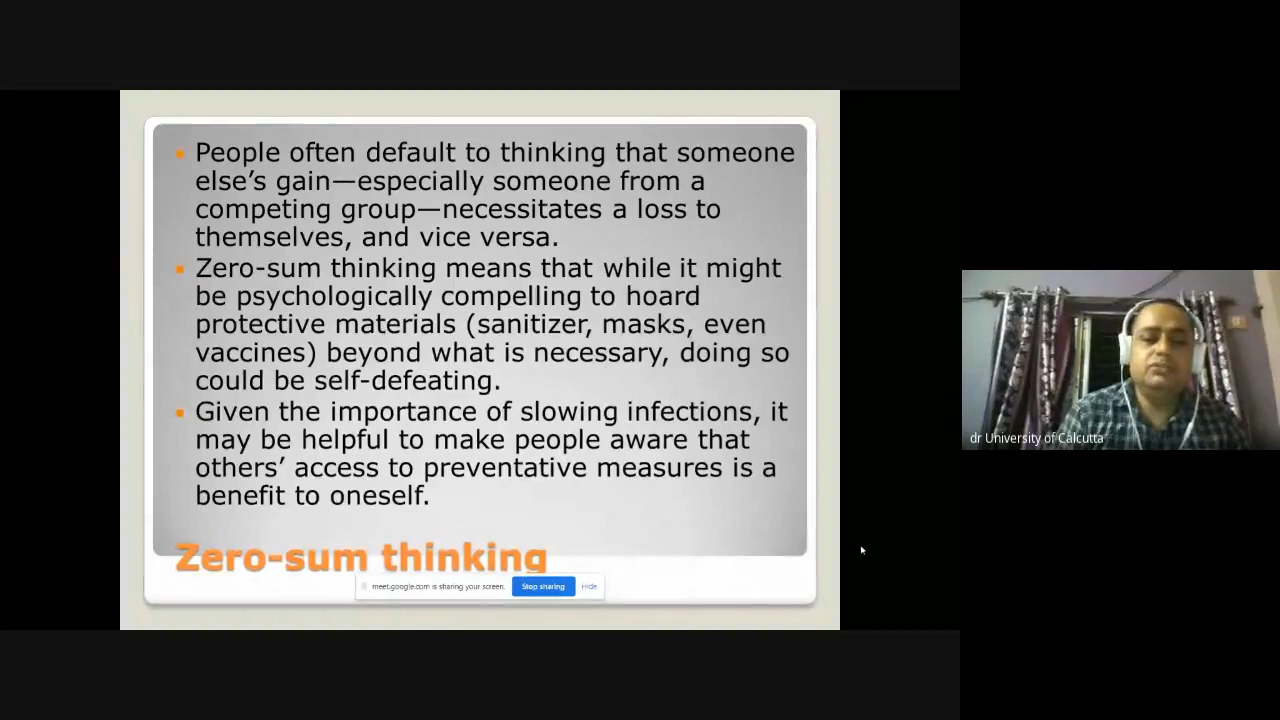 People often default to thinking that someone
else’s gain—especially someone from a
competing group—necessitates a loss to
themselves, and vice versa.
Zero-sum thinking means that while it might
be psychologically compelling to hoard
protective materials (sanitizer, masks, even
vaccines) beyond what is necessary, doing so
could be self-defeating.
Given the importance of slowing infections, it
may be helpful to make people aware that
others’ access to preventative measures is a
benefit to oneself.
Zero-sum thinking
meet.google.com is sharing your screen. Stop sharing Hide
dr University of Calcutta